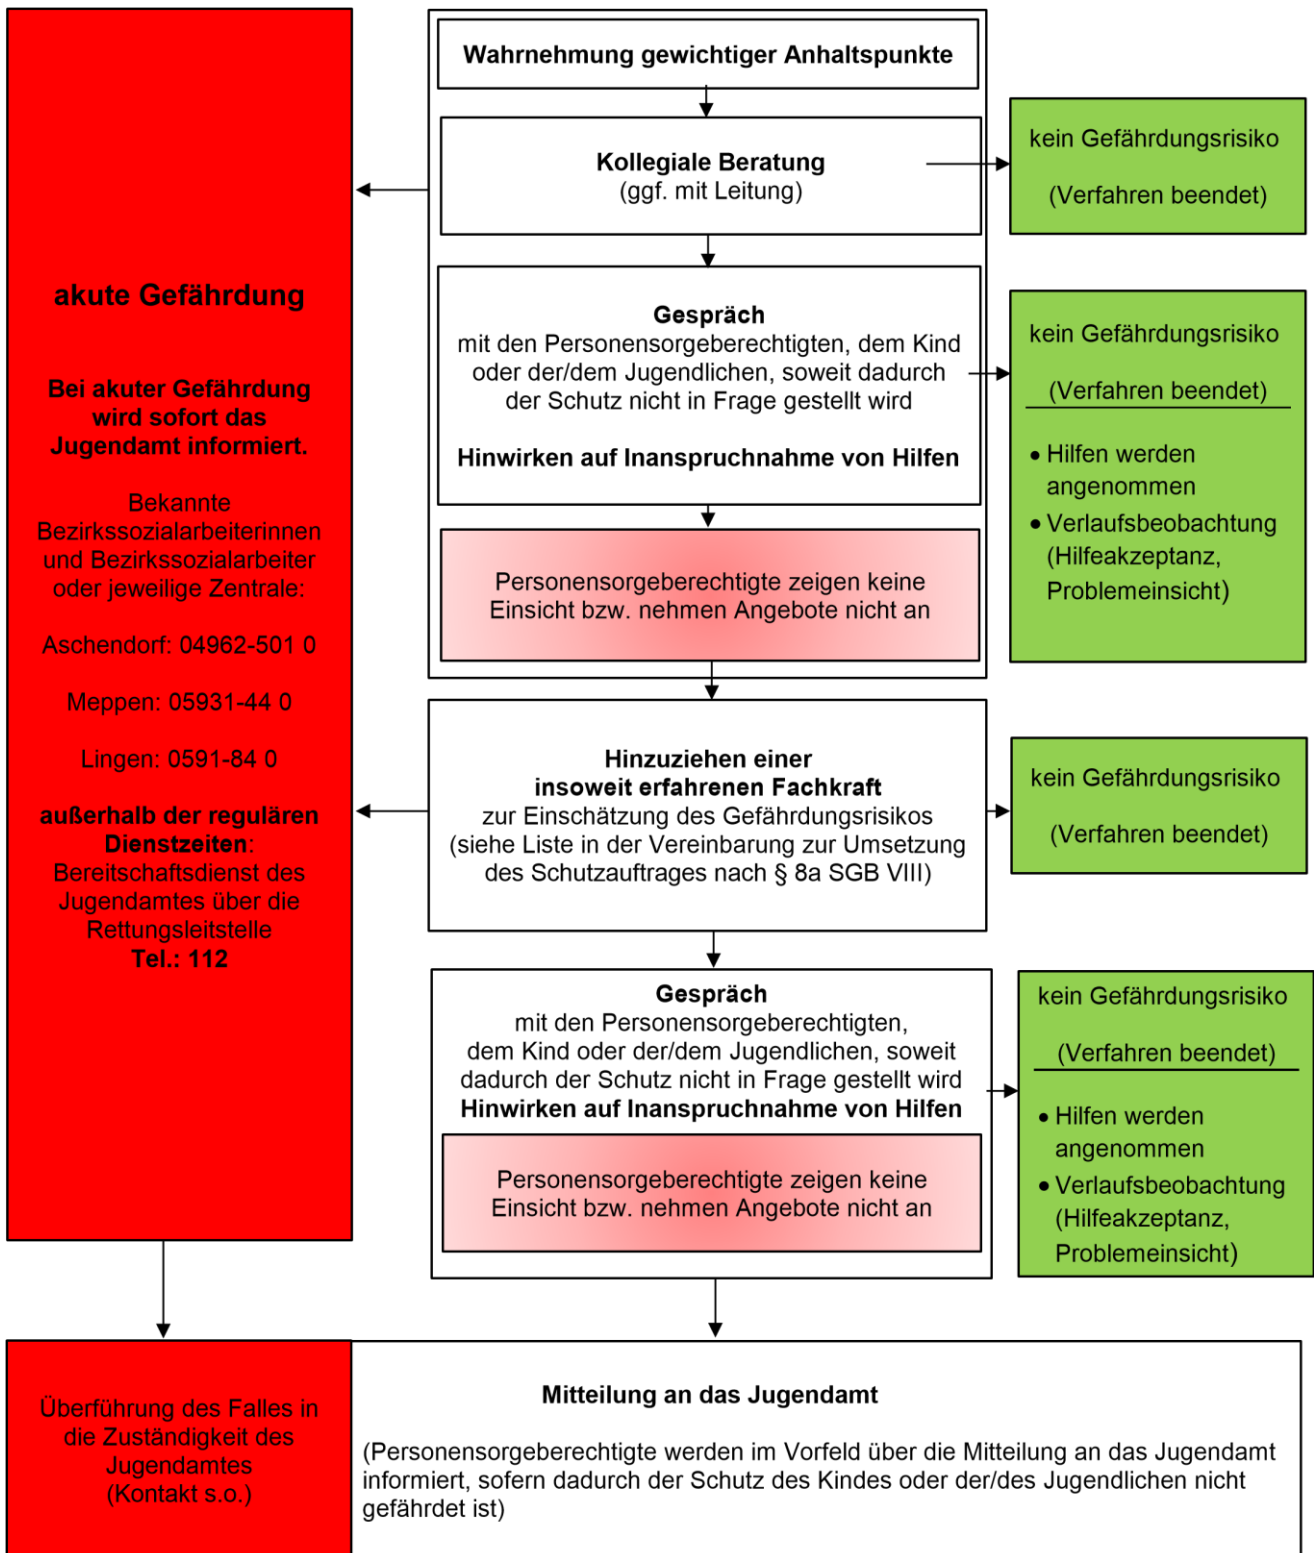 Wahrnehmung gewichtiger Anhaltspunkte
Kollegiale Beratung
(ggf. mit Leitung)
kein Gefährdungsrisiko
(Verfahren beendet)
akute Gefährdung
Bei akuter Gefährdung
wird sofort das
Jugendamt informiert.
Bekannte
Bezirkssozialarbeiterinnen
und Bezirkssozialarbeiter
oder jeweilige Zentrale:
Aschendorf: 04962-501 0
Meppen: 05931-44 0
Lingen: 0591-84 0
außerhalb der regulären
Dienstzeiten:
Bereitschaftsdienst des
Jugendamtes über die
Rettungsleitstelle
Tel.: 112
Gespräch
mit den Personensorgeberechtigten, dem Kind
oder der/dem Jugendlichen, soweit dadurch
der Schutz nicht in Frage gestellt wird
Hinwirken auf Inanspruchnahme von Hilfen
kein Gefährdungsrisiko
(Verfahren beendet)
• Hilfen werden
angenommen
• Verlaufsbeobachtung
(Hilfeakzeptanz,
Problemeinsicht)
Personensorgeberechtigte zeigen keine
Einsicht bzw. nehmen Angebote nicht an
Hinzuziehen einer
insoweit erfahrenen Fachkraft
zur Einschätzung des Gefährdungsrisikos
(siehe Liste in der Vereinbarung zur Umsetzung
des Schutzauftrages nach § 8a SGB VIII)
kein Gefährdungsrisiko
(Verfahren beendet)
Gespräch
mit den Personensorgeberechtigten,
dem Kind oder der/dem Jugendlichen, soweit
dadurch der Schutz nicht in Frage gestellt wird
Hinwirken auf Inanspruchnahme von Hilfen
Personensorgeberechtigte zeigen keine
Einsicht bzw. nehmen Angebote nicht an
kein Gefährdungsrisiko
(Verfahren beendet)
• Hilfen werden
angenommen
• Verlaufsbeobachtung
(Hilfeakzeptanz,
Problemeinsicht)
Überführung des Falles in
die Zuständigkeit des
Jugendamtes
(Kontakt s.o.)
Mitteilung an das Jugendamt
(Personensorgeberechtigte werden im Vorfeld über die Mitteilung an das Jugendamt
informiert, sofern dadurch der Schutz des Kindes oder der/des Jugendlichen nicht
gefährdet ist)